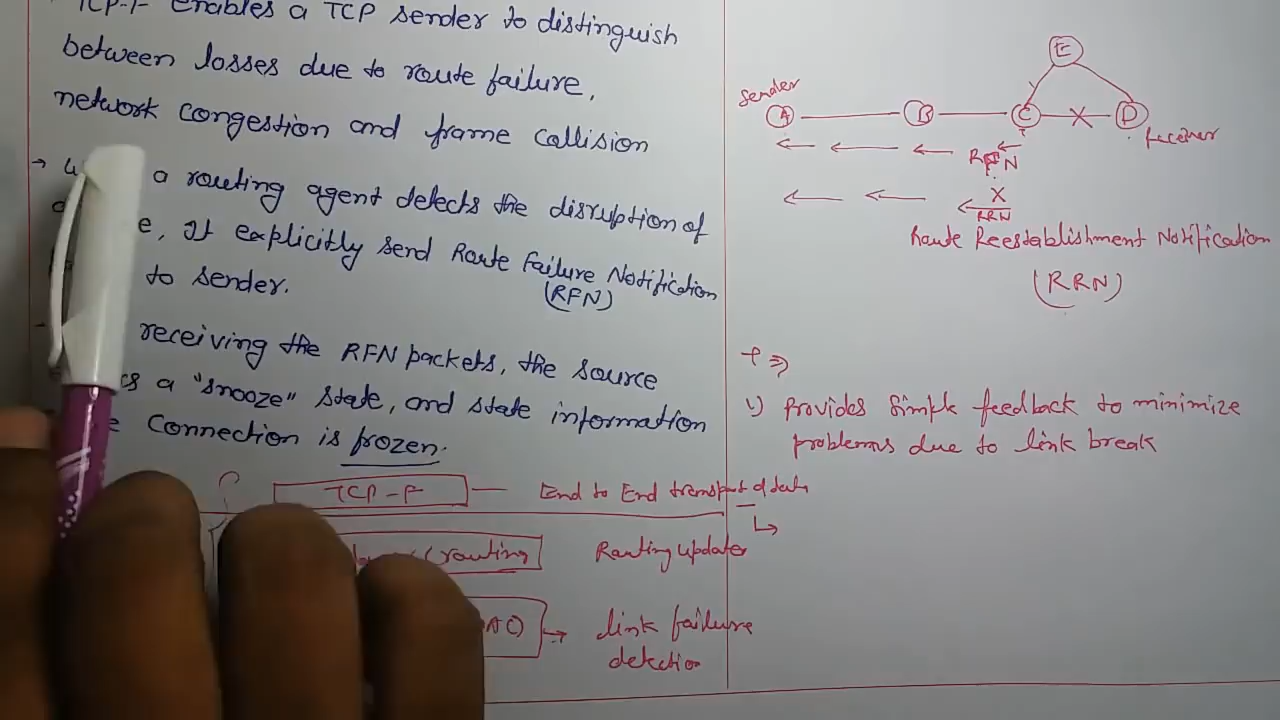 TCP-F enables a TCP sender to distinguish
between losses due to route failure,
network congestion and frame collision
→ a routing agent detects the disruption of
e, It explicitly send Route Failure Notification
to sender. (RFN)
receiving the RFN packets, the source
a "snooze" state, and state information
Connection is frozen.
TCP-F — End to End transport of data
(routing Routing updates
AC) → link failure
detection
E
Sender
A B C X D
receiver
RFN
X
RRN
Route Reestablishment Notification
(RRN)
+ ⇒
1) Provides Simple feedback to minimize
problems due to link break